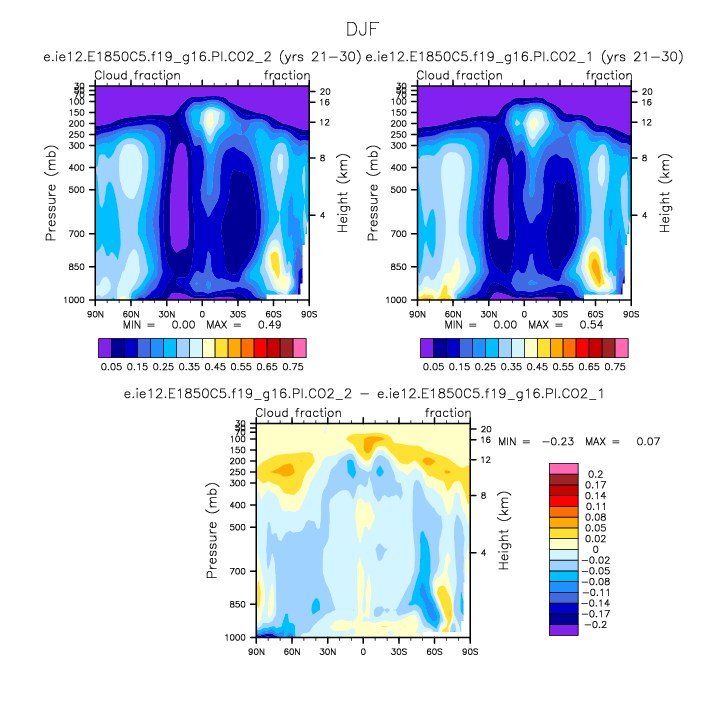 DJF
e.ie12.E1850C5.f19_g16.PI.CO2_2 (yrs 21-30) e.ie12.E1850C5.f19_g16.PI.CO2_1 (yrs 21-30)
Cloud fraction fraction Cloud fraction fraction
30 50 70 100 150 200 250 300 400 500 700 850 1000
Pressure (mb)
20 16 12 8 4
Height (km)
30 50 70 100 150 200 250 300 400 500 700 850 1000
Pressure (mb)
20 16 12 8 4
Height (km)
90N 60N 30N 0 30S 60S 90S 90N 60N 30N 0 30S 60S 90S
MIN = 0.00 MAX = 0.49 MIN = 0.00 MAX = 0.54
0.05 0.15 0.25 0.35 0.45 0.55 0.65 0.75 0.05 0.15 0.25 0.35 0.45 0.55 0.65 0.75
e.ie12.E1850C5.f19_g16.PI.CO2_2 - e.ie12.E1850C5.f19_g16.PI.CO2_1
Cloud fraction fraction
30 50 70 100 150 200 250 300 400 500 700 850 1000
Pressure (mb)
20 16 12 8 4
Height (km)
90N 60N 30N 0 30S 60S 90S
MIN = -0.23 MAX = 0.07
0.2
0.17
0.14
0.11
0.08
0.05
0.02
0
-0.02
-0.05
-0.08
-0.11
-0.14
-0.17
-0.2